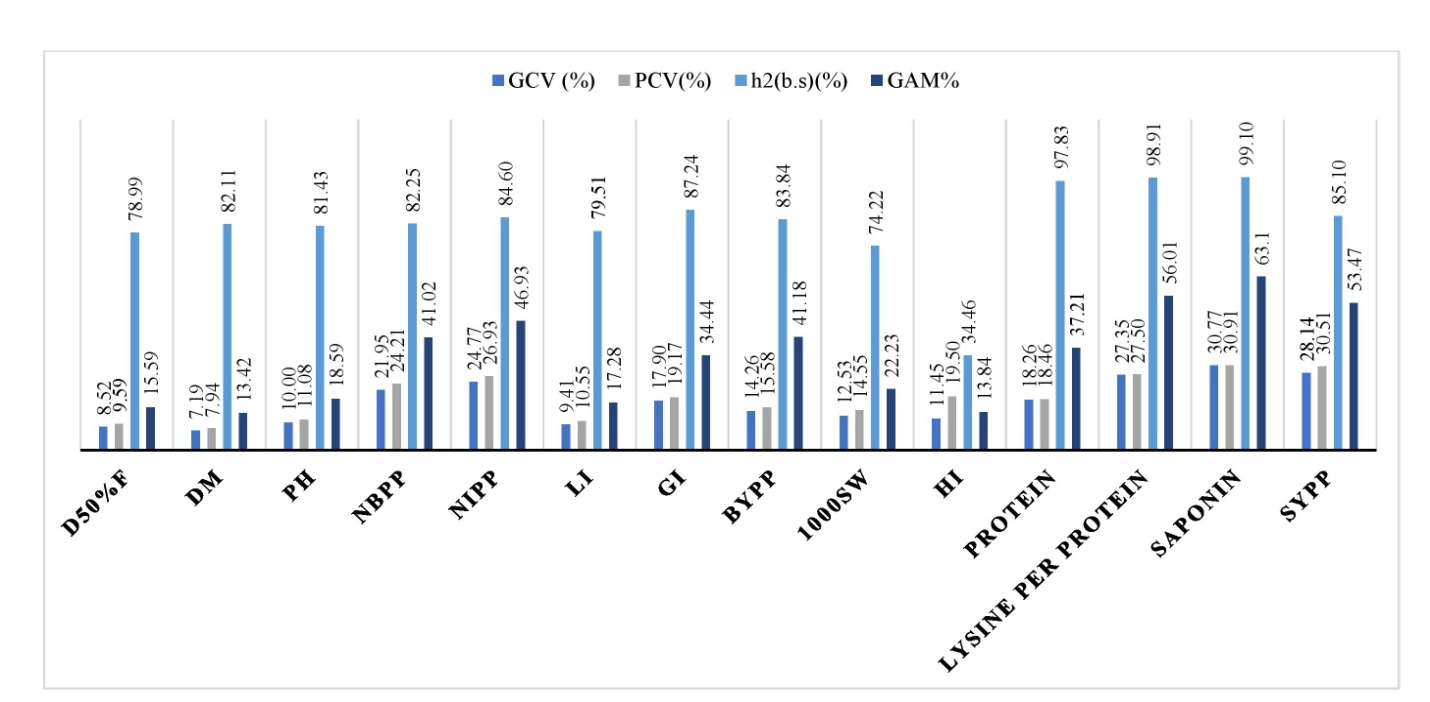 GCV (%) PCV(%) h2(b.s)(%) GAM%
8.52 9.59 78.99 15.59
7.19 7.94 82.11 13.42
10.00 11.08 81.43 18.59
21.95 24.21 82.25 41.02
24.77 26.93 84.60 46.93
9.41 10.55 79.51 17.28
17.90 19.17 87.24 34.44
14.26 15.58 83.84 41.18
12.53 14.55 74.22 22.23
11.45 19.50 34.46 13.84
18.26 18.46 97.83 37.21
27.35 27.50 98.91 56.01
30.77 30.91 99.10 63.1
28.14 30.51 85.10 53.47
D50%F
DM
PH
NBPP
NIPP
LI
GI
BYPP
1000SW
HI
PROTEIN
LYSINE PER PROTEIN
SAPONIN
SYPP